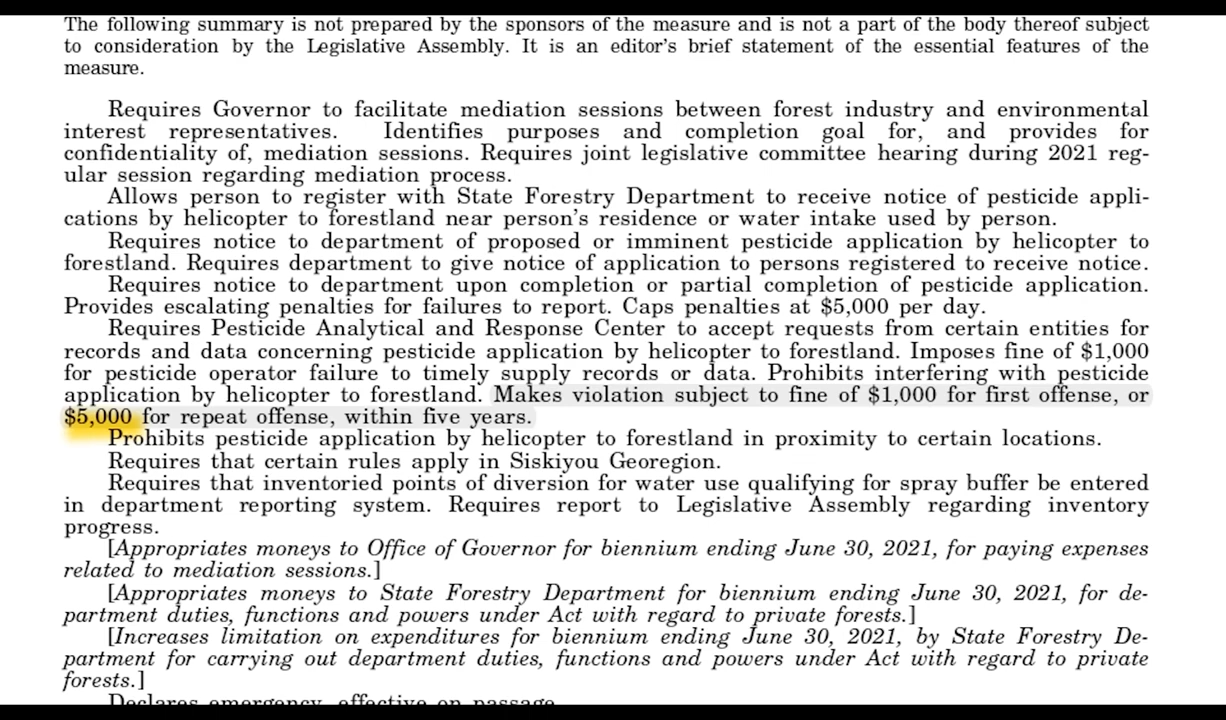 The following summary is not prepared by the sponsors of the measure and is not a part of the body thereof subject
to consideration by the Legislative Assembly. It is an editor's brief statement of the essential features of the
measure.
Requires Governor to facilitate mediation sessions between forest industry and environmental
interest representatives. Identifies purposes and completion goal for, and provides for
confidentiality of, mediation sessions. Requires joint legislative committee hearing during 2021 reg-
ular session regarding mediation process.
Allows person to register with State Forestry Department to receive notice of pesticide appli-
cations by helicopter to forestland near person's residence or water intake used by person.
Requires notice to department of proposed or imminent pesticide application by helicopter to
forestland. Requires department to give notice of application to persons registered to receive notice.
Requires notice to department upon completion or partial completion of pesticide application.
Provides escalating penalties for failures to report. Caps penalties at $5,000 per day.
Requires Pesticide Analytical and Response Center to accept requests from certain entities for
records and data concerning pesticide application by helicopter to forestland. Imposes fine of $1,000
for pesticide operator failure to timely supply records or data. Prohibits interfering with pesticide
application by helicopter to forestland. Makes violation subject to fine of $1,000 for first offense, or
$5,000 for repeat offense, within five years.
Prohibits pesticide application by helicopter to forestland in proximity to certain locations.
Requires that certain rules apply in Siskiyou Georegion.
Requires that inventoried points of diversion for water use qualifying for spray buffer be entered
in department reporting system. Requires report to Legislative Assembly regarding inventory
progress.
[Appropriates moneys to Office of Governor for biennium ending June 30, 2021, for paying expenses
related to mediation sessions.]
[Appropriates moneys to State Forestry Department for biennium ending June 30, 2021, for de-
partment duties, functions and powers under Act with regard to private forests.]
[Increases limitation on expenditures for biennium ending June 30, 2021, by State Forestry De-
partment for carrying out department duties, functions and powers under Act with regard to private
forests.]
Declares emergency, effective on passage.